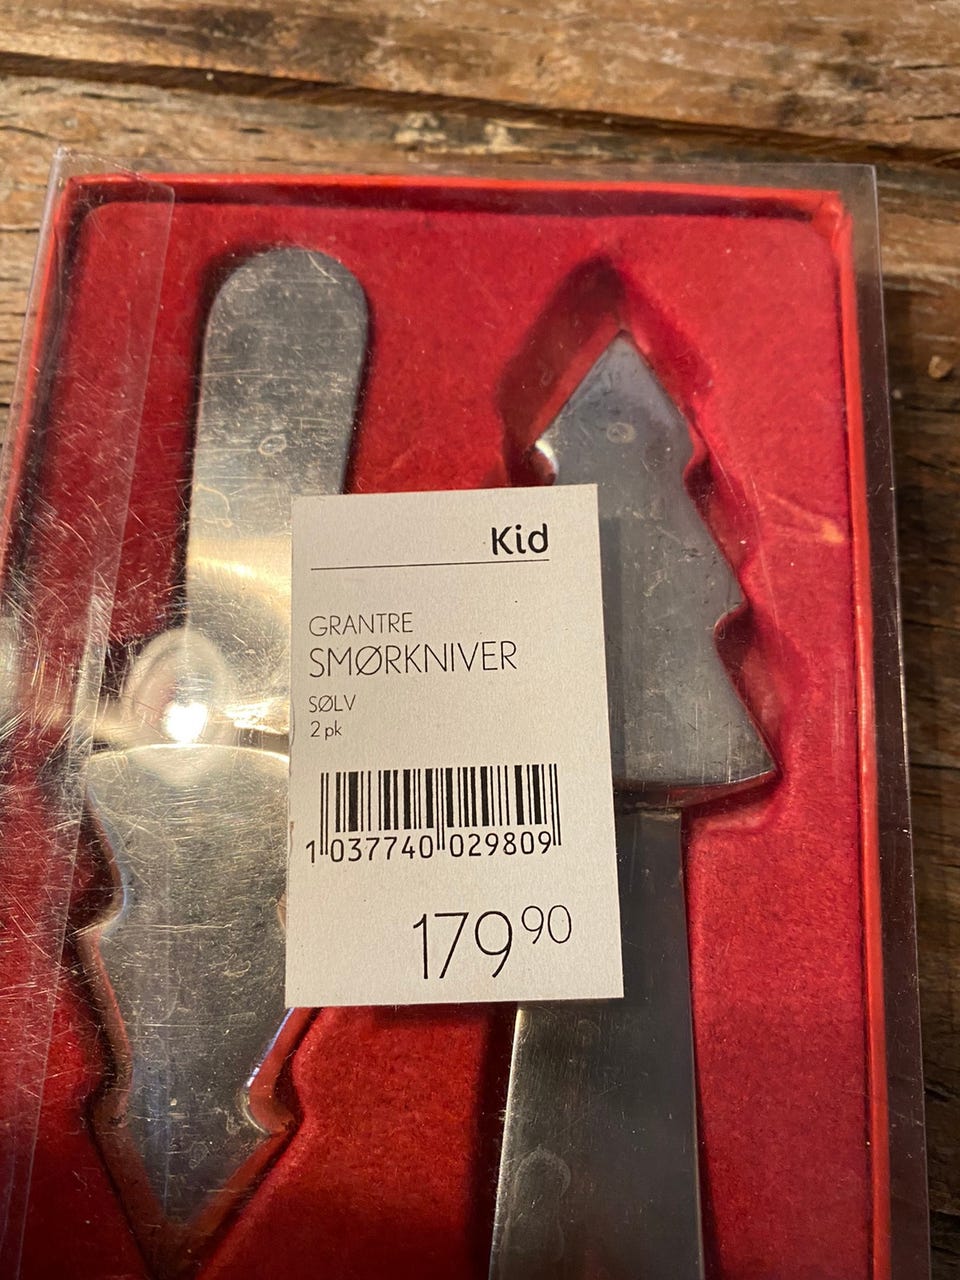 Kid
GRANTRE
SMØRKNIVER
SØLV
2 pk
1 037740 029809
179 90